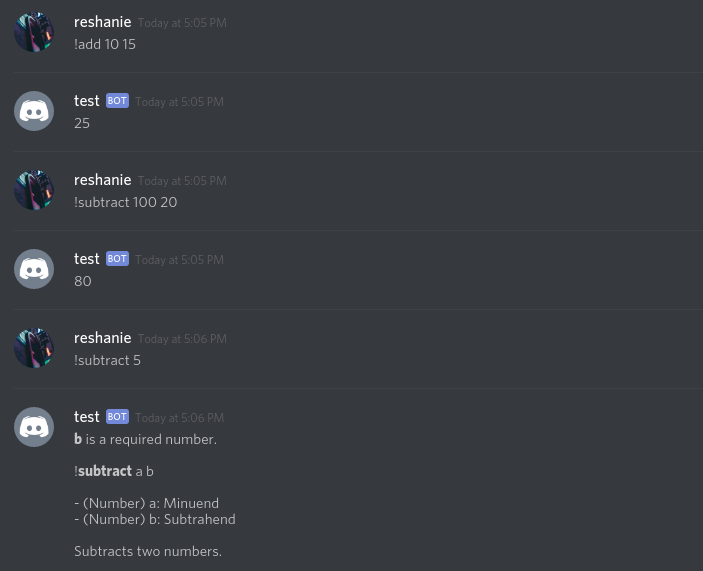 reshanie Today at 5:05 PM
!add 10 15
test BOT Today at 5:05 PM
25
reshanie Today at 5:05 PM
!subtract 100 20
test BOT Today at 5:05 PM
80
reshanie Today at 5:06 PM
!subtract 5
test BOT Today at 5:06 PM
b is a required number.
!subtract a b
- (Number) a: Minuend
- (Number) b: Subtrahend
Subtracts two numbers.